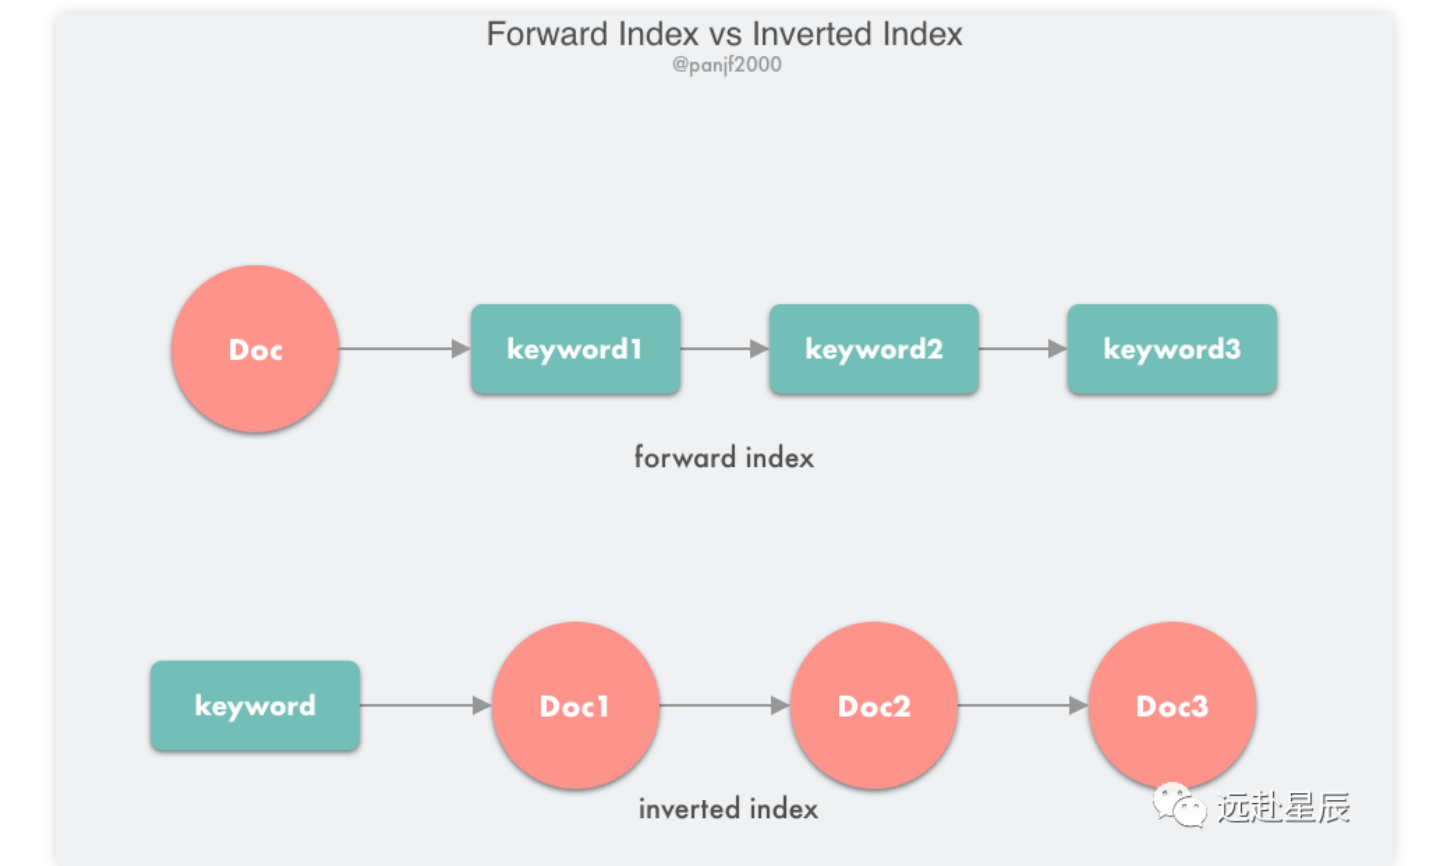 Forward Index vs Inverted Index
@panjf2000
Doc
keyword1
keyword2
keyword3
forward index
keyword
Doc1
Doc2
Doc3
inverted index
远赴星辰